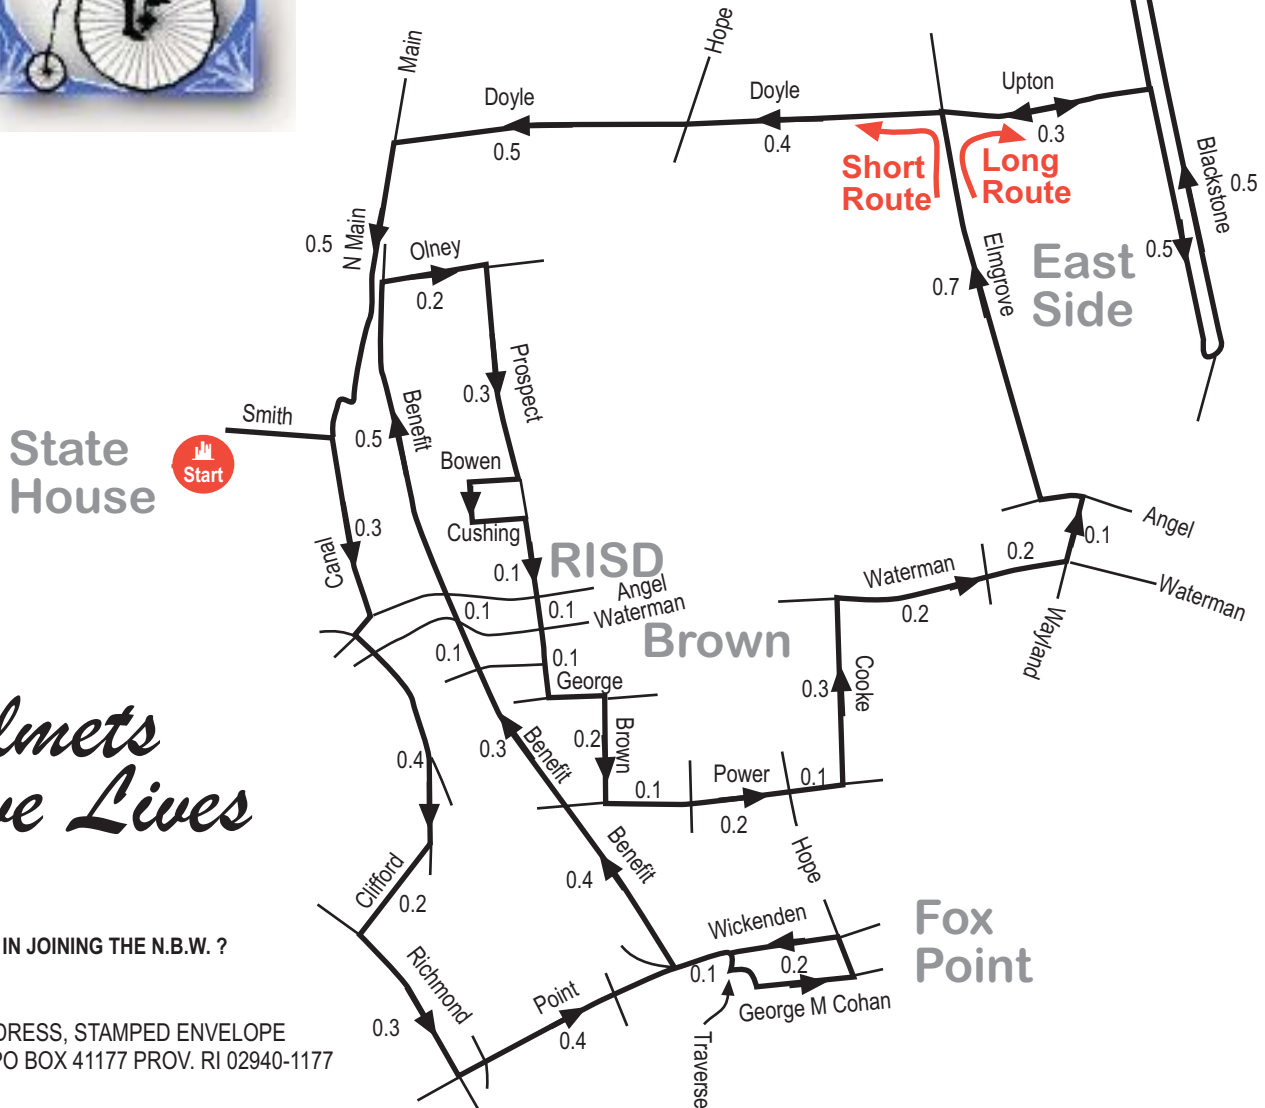 Main
Hope
Doyle
0.5
Doyle
0.4
Upton
0.3
Short
Route
Long
Route
Blackstone
0.5
0.5
N Main
0.5
Olney
0.2
Elmgrove
0.7
East
Side
Prospect
0.3
Benefit
0.5
Smith
State
House
Start
Bowen
Cushing
Canal
0.3
RISD
0.1
Angel
Waterman
0.1
0.1
Brown
0.1
0.1
George
Angel
0.1
Waterman
0.2
0.2
Waterman
Wayland
Cooke
0.3
lmets
ve Lives
0.4
0.3
Benefit
0.2
Brown
0.1
Power
0.2
0.1
Hope
Benefit
0.4
Clifford
0.2
IN JOINING THE N.B.W. ?
Richmond
0.3
Point
0.4
Wickenden
0.1
0.2
George M Cohan
Traverse
Fox
Point
DRESS, STAMPED ENVELOPE
PO BOX 41177 PROV. RI 02940-1177